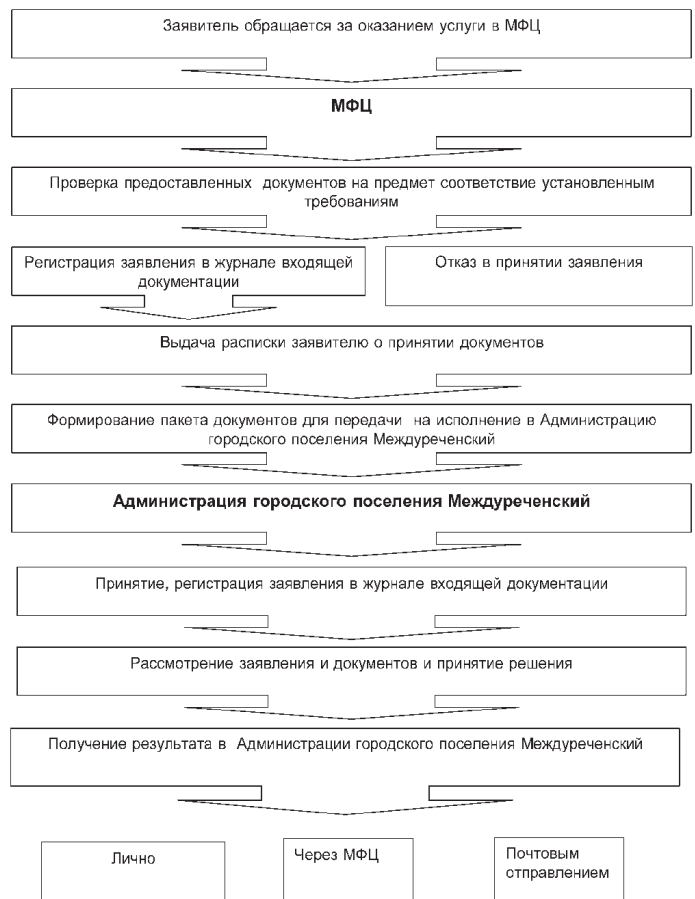 Заявитель обращается за оказанием услуги в МФЦ
МФЦ
Проверка предоставленных документов на предмет соответствие установленным
требованиям
Регистрация заявления в журнале входящей
документации
Отказ в принятии заявления
Выдача расписки заявителю о принятии документов
Формирование пакета документов для передачи на исполнение в Администрацию
городского поселения Междуреченский
Администрация городского поселения Междуреченский
Принятие, регистрация заявления в журнале входящей документации
Рассмотрение заявления и документов и принятие решения
Получение результата в Администрации городского поселения Междуреченский
Лично
Через МФЦ
Почтовым
отправлением